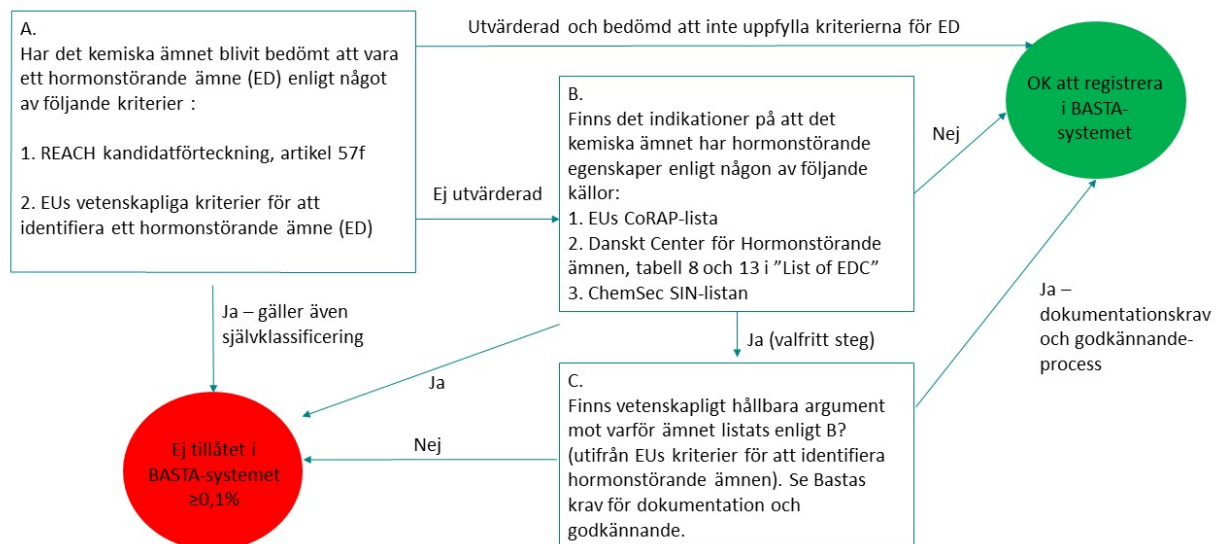 A.
Har det kemiska ämnet blivit bedömt att vara
ett hormonstörande ämne (ED) enligt något
av följande kriterier :
1. REACH kandidatförteckning, artikel 57f
2. EUs vetenskapliga kriterier för att
identifiera ett hormonstörande ämne (ED)
Utvärderad och bedömd att inte uppfylla kriterierna för ED
OK att registrera
i BASTA-
systemet
Ej utvärderad
B.
Finns det indikationer på att det
kemiska ämnet har hormonstörande
egenskaper enligt någon av följande
källor:
1. EUs CoRAP-lista
2. Danskt Center för Hormonstörande
ämnen, tabell 8 och 13 i ”List of EDC”
3. ChemSec SIN-listan
Nej
Ja – gäller även
självklassificering
Ja
Ja (valfritt steg)
Ja –
dokumentationskrav
och godkännande-
process
Ej tillåtet i
BASTA-systemet
≥0,1%
Nej
C.
Finns vetenskapligt hållbara argument
mot varför ämnet listats enligt B?
(utifrån EUs kriterier för att identifiera
hormonstörande ämnen). Se Bastas
krav för dokumentation och
godkännande.